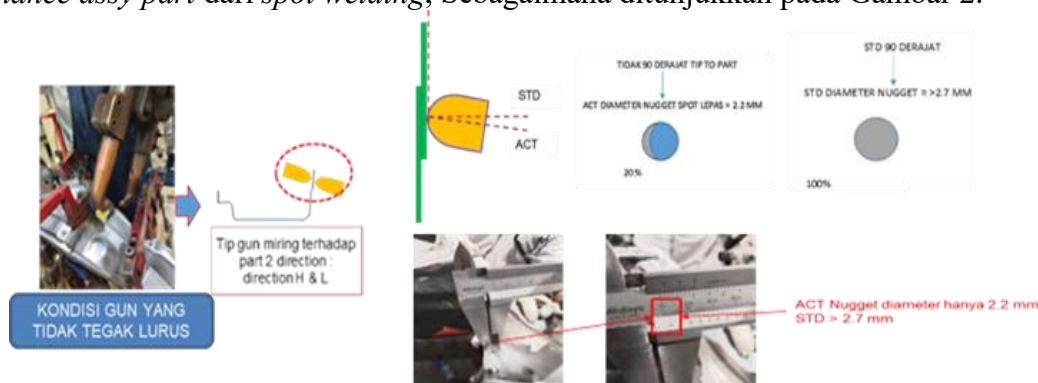 nance assy part dari spot welding, Sebagaimana ditunjukkan pada Gambar 2.
STD
ACT
TIDAK 90 DERAJAT TIP TO PART
ACT DIAMETER NUGGET SPOT LEPAS = 2.2 MM
20%
STD 90 DERAJAT
STD DIAMETER NUGGET = >2.7 MM
100%
Tip gun miring terhadap
part 2 direction :
direction H & L
KONDISI GUN YANG
TIDAK TEGAK LURUS
ACT Nugget diameter hanya 2.2 mm
STD > 2.7 mm